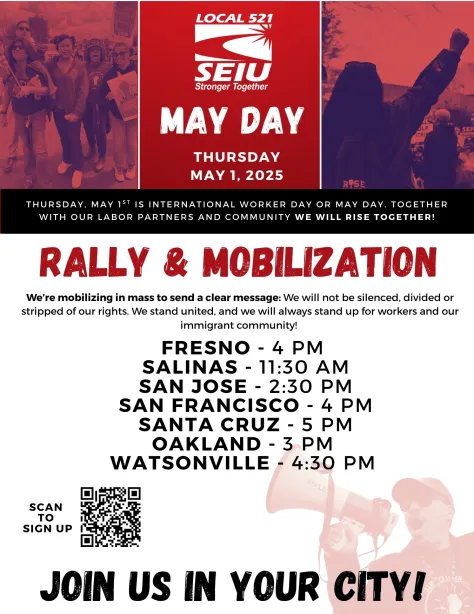 LOCAL 521
SEIU
Stronger Together
MAY DAY
THURSDAY
MAY 1, 2025
RISE
THURSDAY, MAY 1ST IS INTERNATIONAL WORKER DAY OR MAY DAY. TOGETHER
WITH OUR LABOR PARTNERS AND COMMUNITY WE WILL RISE TOGETHER!
RALLY & MOBILIZATION
We're mobilizing in mass to send a clear message: We will not be silenced, divided or
stripped of our rights. We stand united, and we will always stand up for workers and our
immigrant community!
FRESNO - 4 PM
SALINAS - 11:30 AM
SAN JOSE - 2:30 PM
SAN FRANCISCO - 4 PM
SANTA CRUZ - 5 PM
OAKLAND - 3 PM
WATSONVILLE - 4:30 PM
SCAN
TO
SIGN UP
JOIN US IN YOUR CITY!